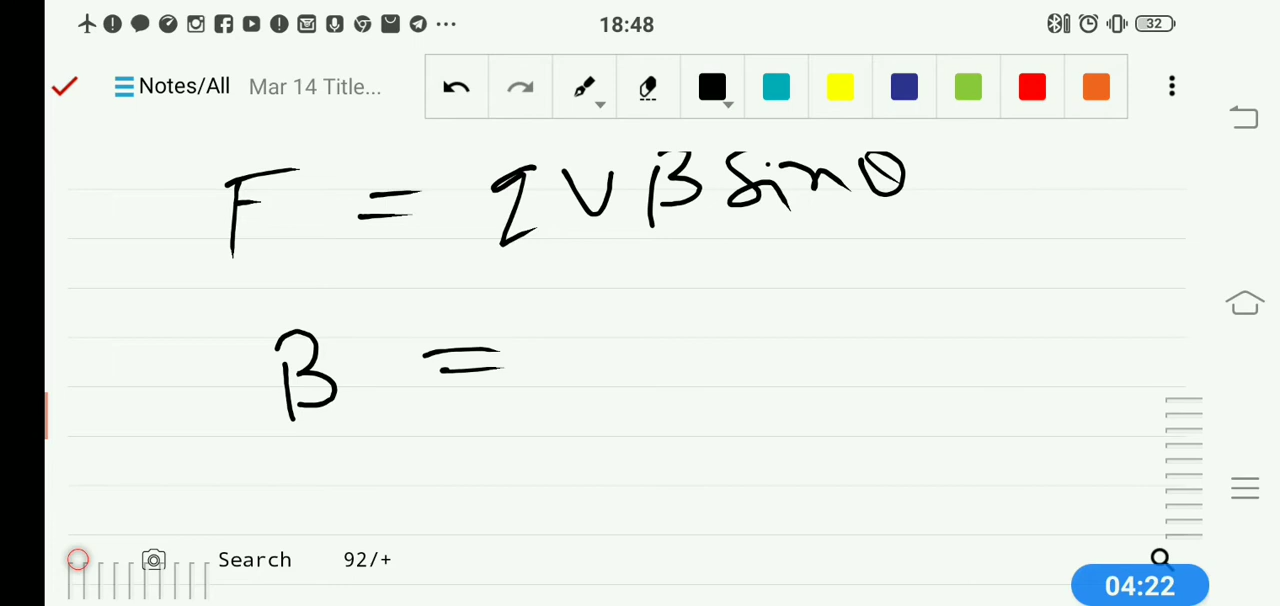 18:48
32
Notes/All Mar 14 Title...
F = qVB sinθ
B =
Search 92/+
04:22